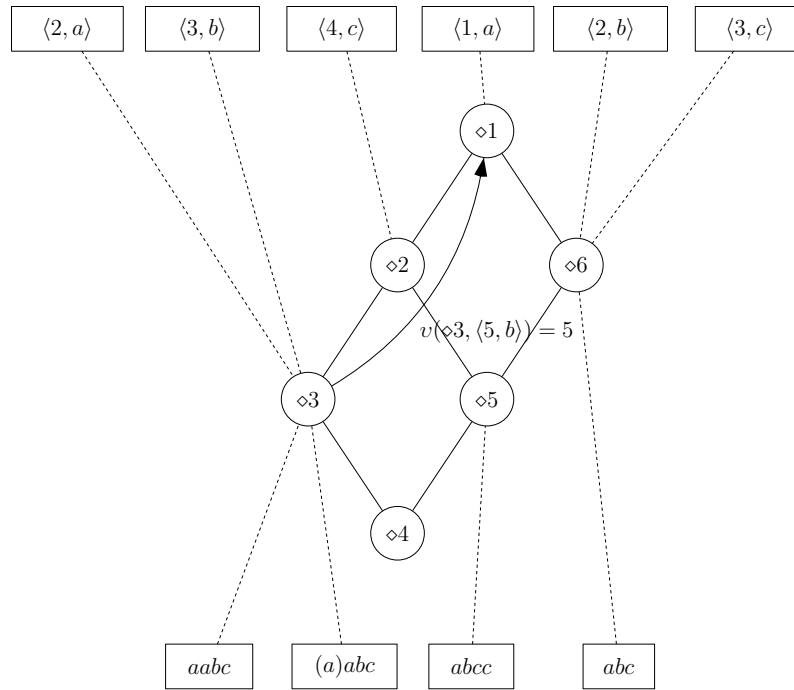 ⟨2, a⟩ ⟨3, b⟩ ⟨4, c⟩ ⟨1, a⟩ ⟨2, b⟩ ⟨3, c⟩
⋄1
⋄2 ⋄6
υ(⋄3, ⟨5, b⟩) = 5
⋄3 ⋄5
⋄4
aabc (a)abc abcc abc